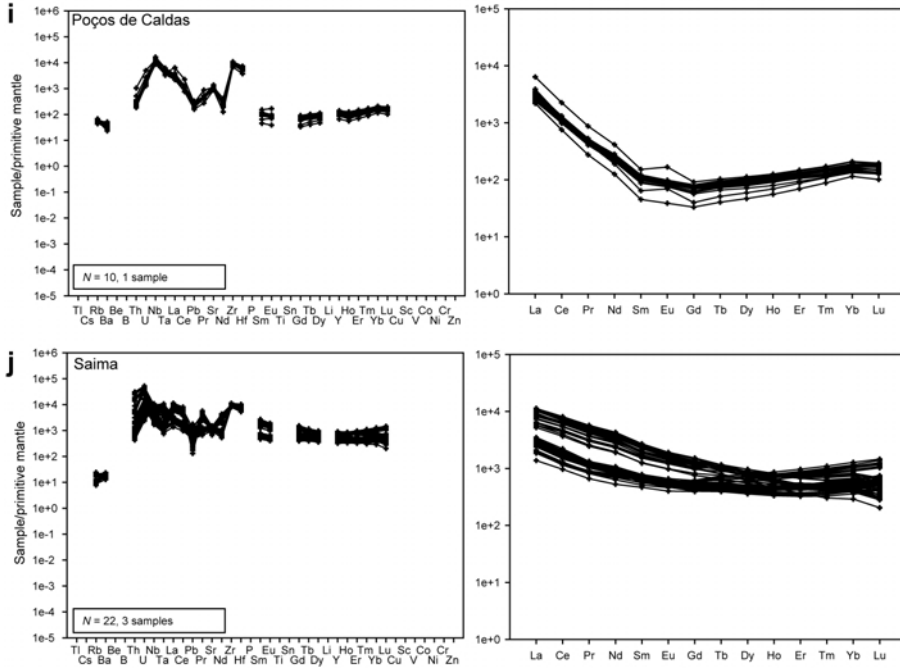 i
Poços de Caldas
1e+6
1e+5
1e+4
1e+3
1e+2
1e+1
1e+0
1e-1
1e-2
1e-3
1e-4
1e-5
Sample/primitive mantle
N = 10, 1 sample
Tl Rb Be Th Nb La Pb Sr Zr P Eu Sn Tb Li Ho Tm Lu Sc Co Cr
Cs Ba B U Ta Ce Pr Nd Hf Sm Ti Gd Dy Y Er Yb Cu V Ni Zn
1e+5
1e+4
1e+3
1e+2
1e+1
1e+0
La Ce Pr Nd Sm Eu Gd Tb Dy Ho Er Tm Yb Lu
j
Saima
1e+6
1e+5
1e+4
1e+3
1e+2
1e+1
1e+0
1e-1
1e-2
1e-3
1e-4
1e-5
Sample/primitive mantle
N = 22, 3 samples
Tl Rb Be Th Nb La Pb Sr Zr P Eu Sn Tb Li Ho Tm Lu Sc Co Cr
Cs Ba B U Ta Ce Pr Nd Hf Sm Ti Gd Dy Y Er Yb Cu V Ni Zn
1e+5
1e+4
1e+3
1e+2
1e+1
1e+0
La Ce Pr Nd Sm Eu Gd Tb Dy Ho Er Tm Yb Lu